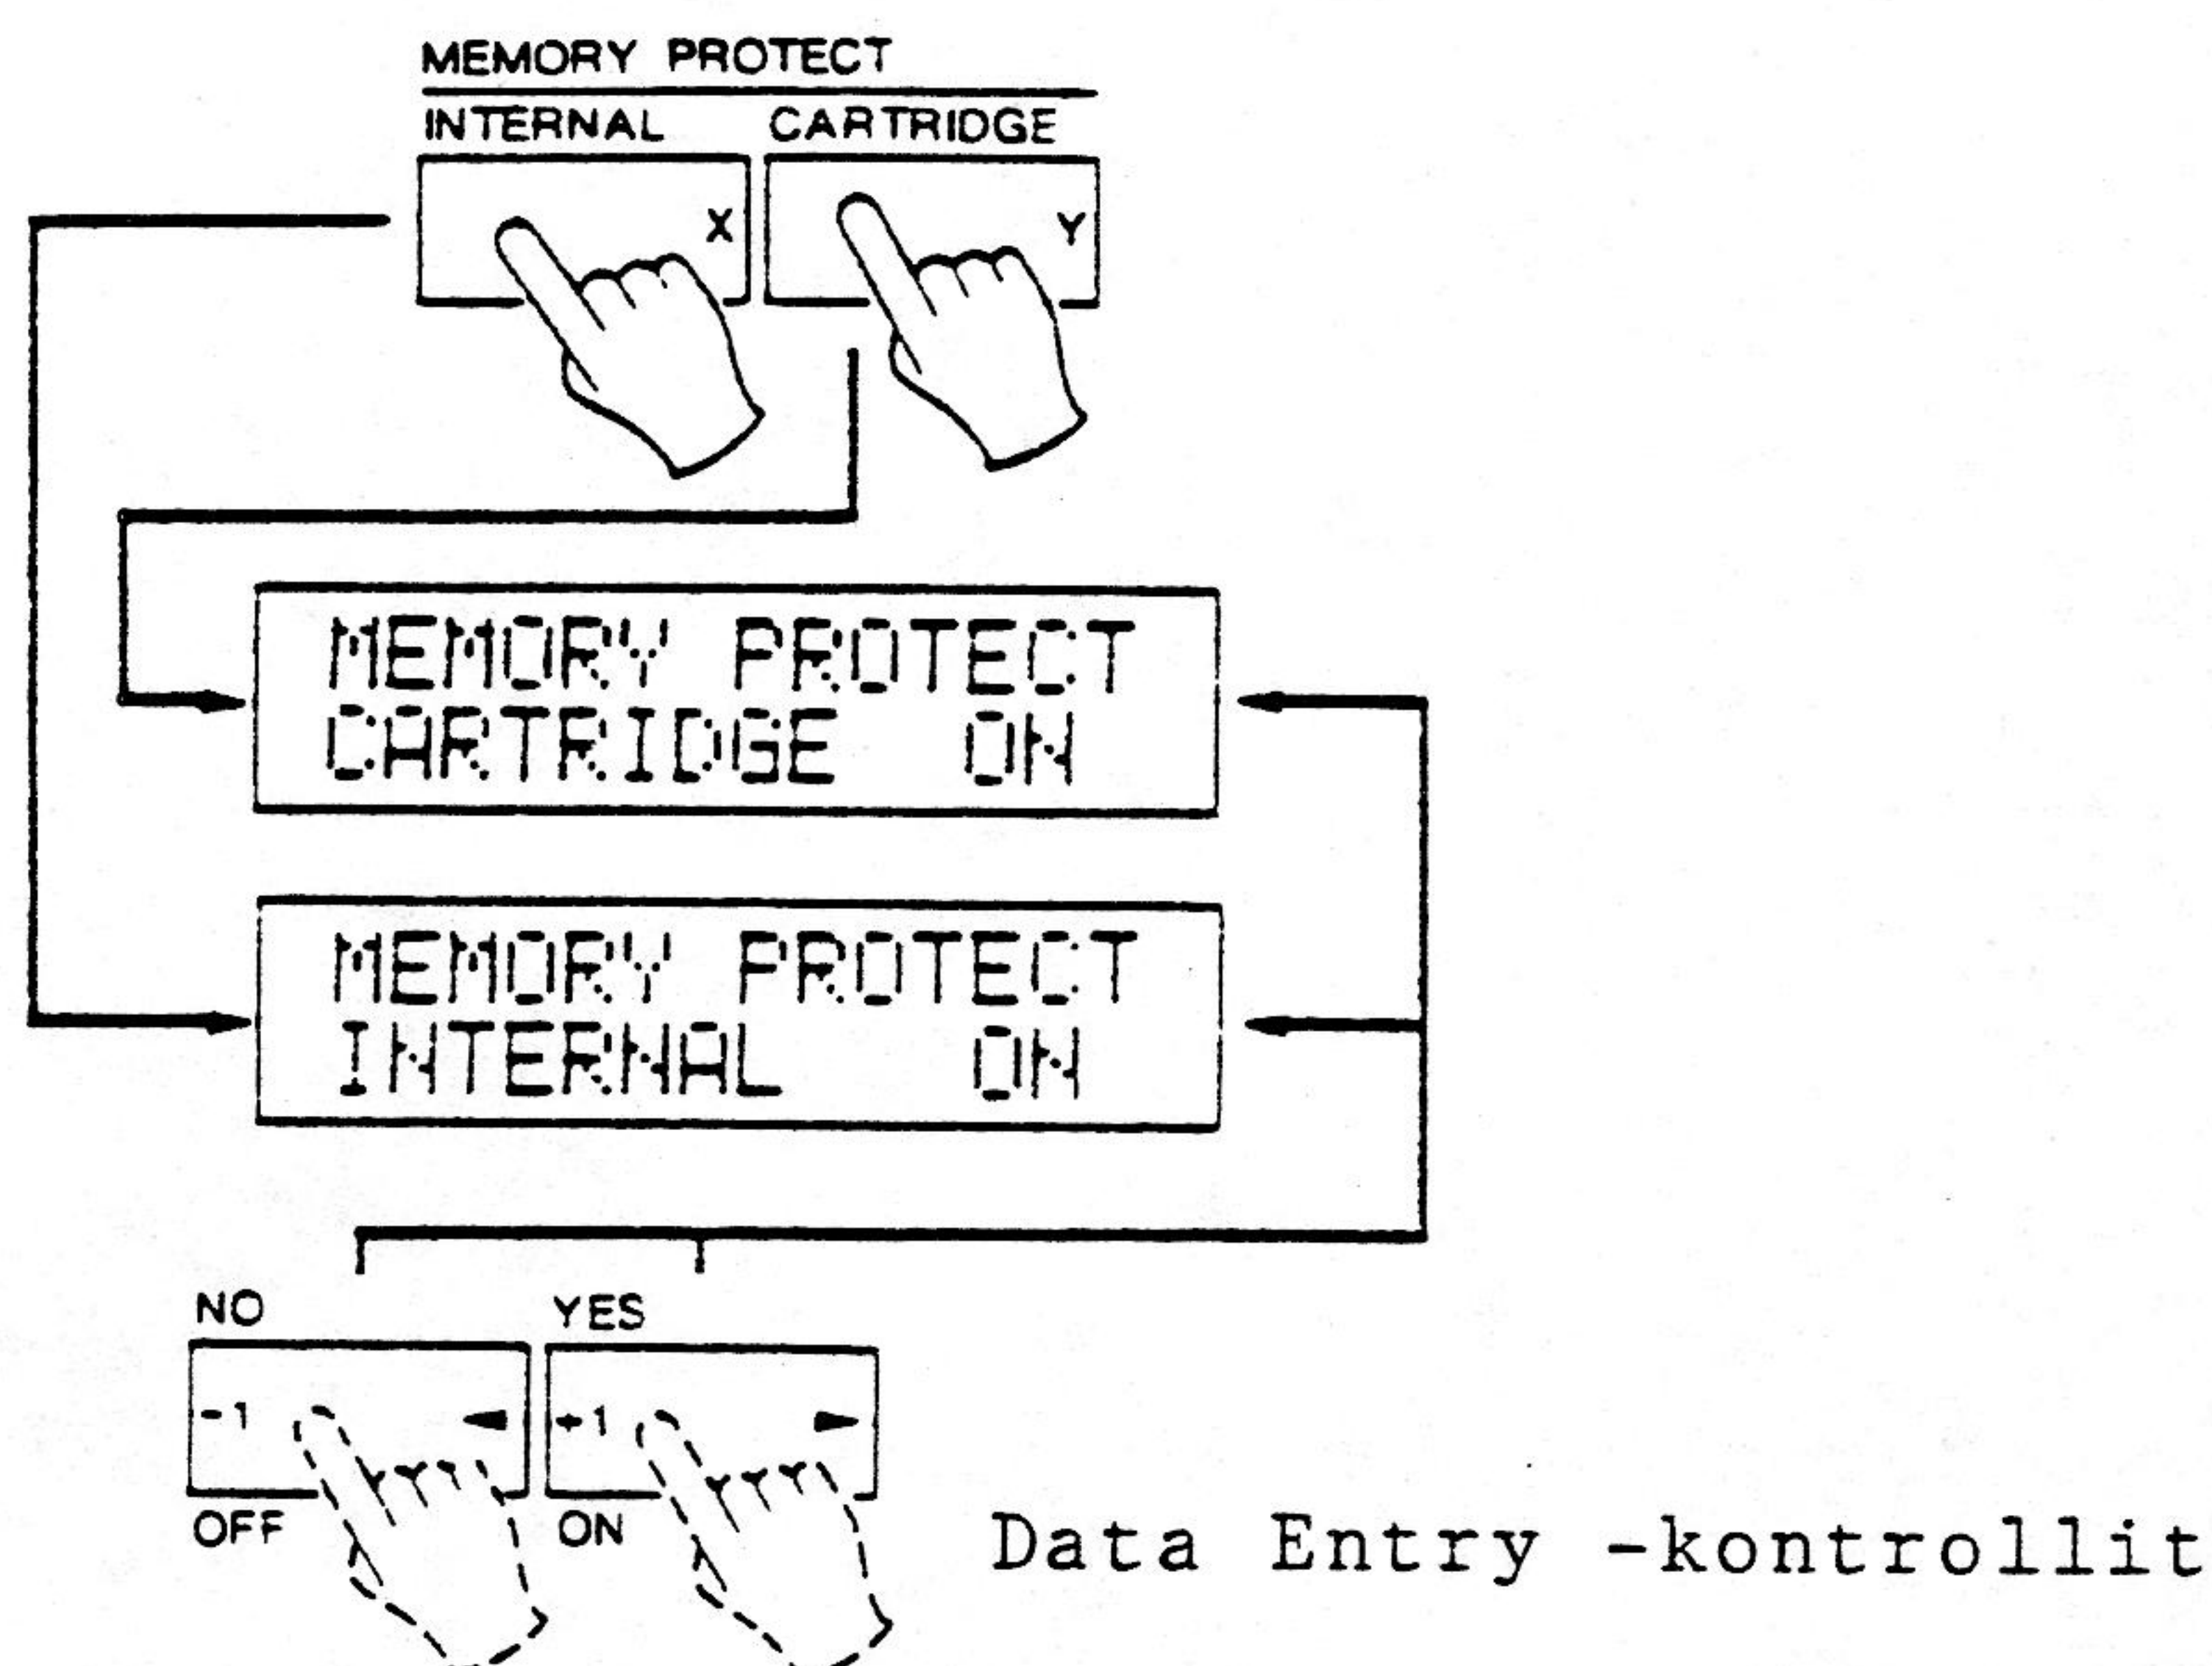 MEMORY PROTECT
INTERNAL CARTRIDGE
X Y
MEMORY PROTECT
CARTRIDGE ON
MEMORY PROTECT
INTERNAL ON
NO YES
-1 ◄ +1 ►
OFF ON
Data Entry -kontrollit